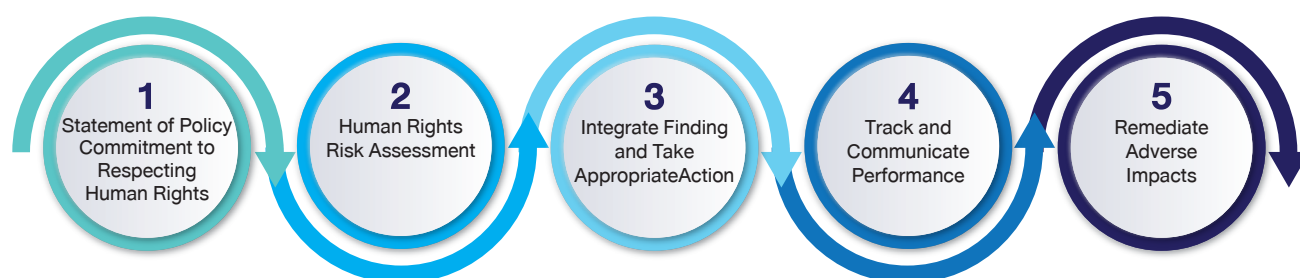 1
Statement of Policy
Commitment to
Respecting
Human Rights
2
Human Rights
Risk Assessment
3
Integrate Finding
and Take
AppropriateAction
4
Track and
Communicate
Performance
5
Remediate
Adverse
Impacts